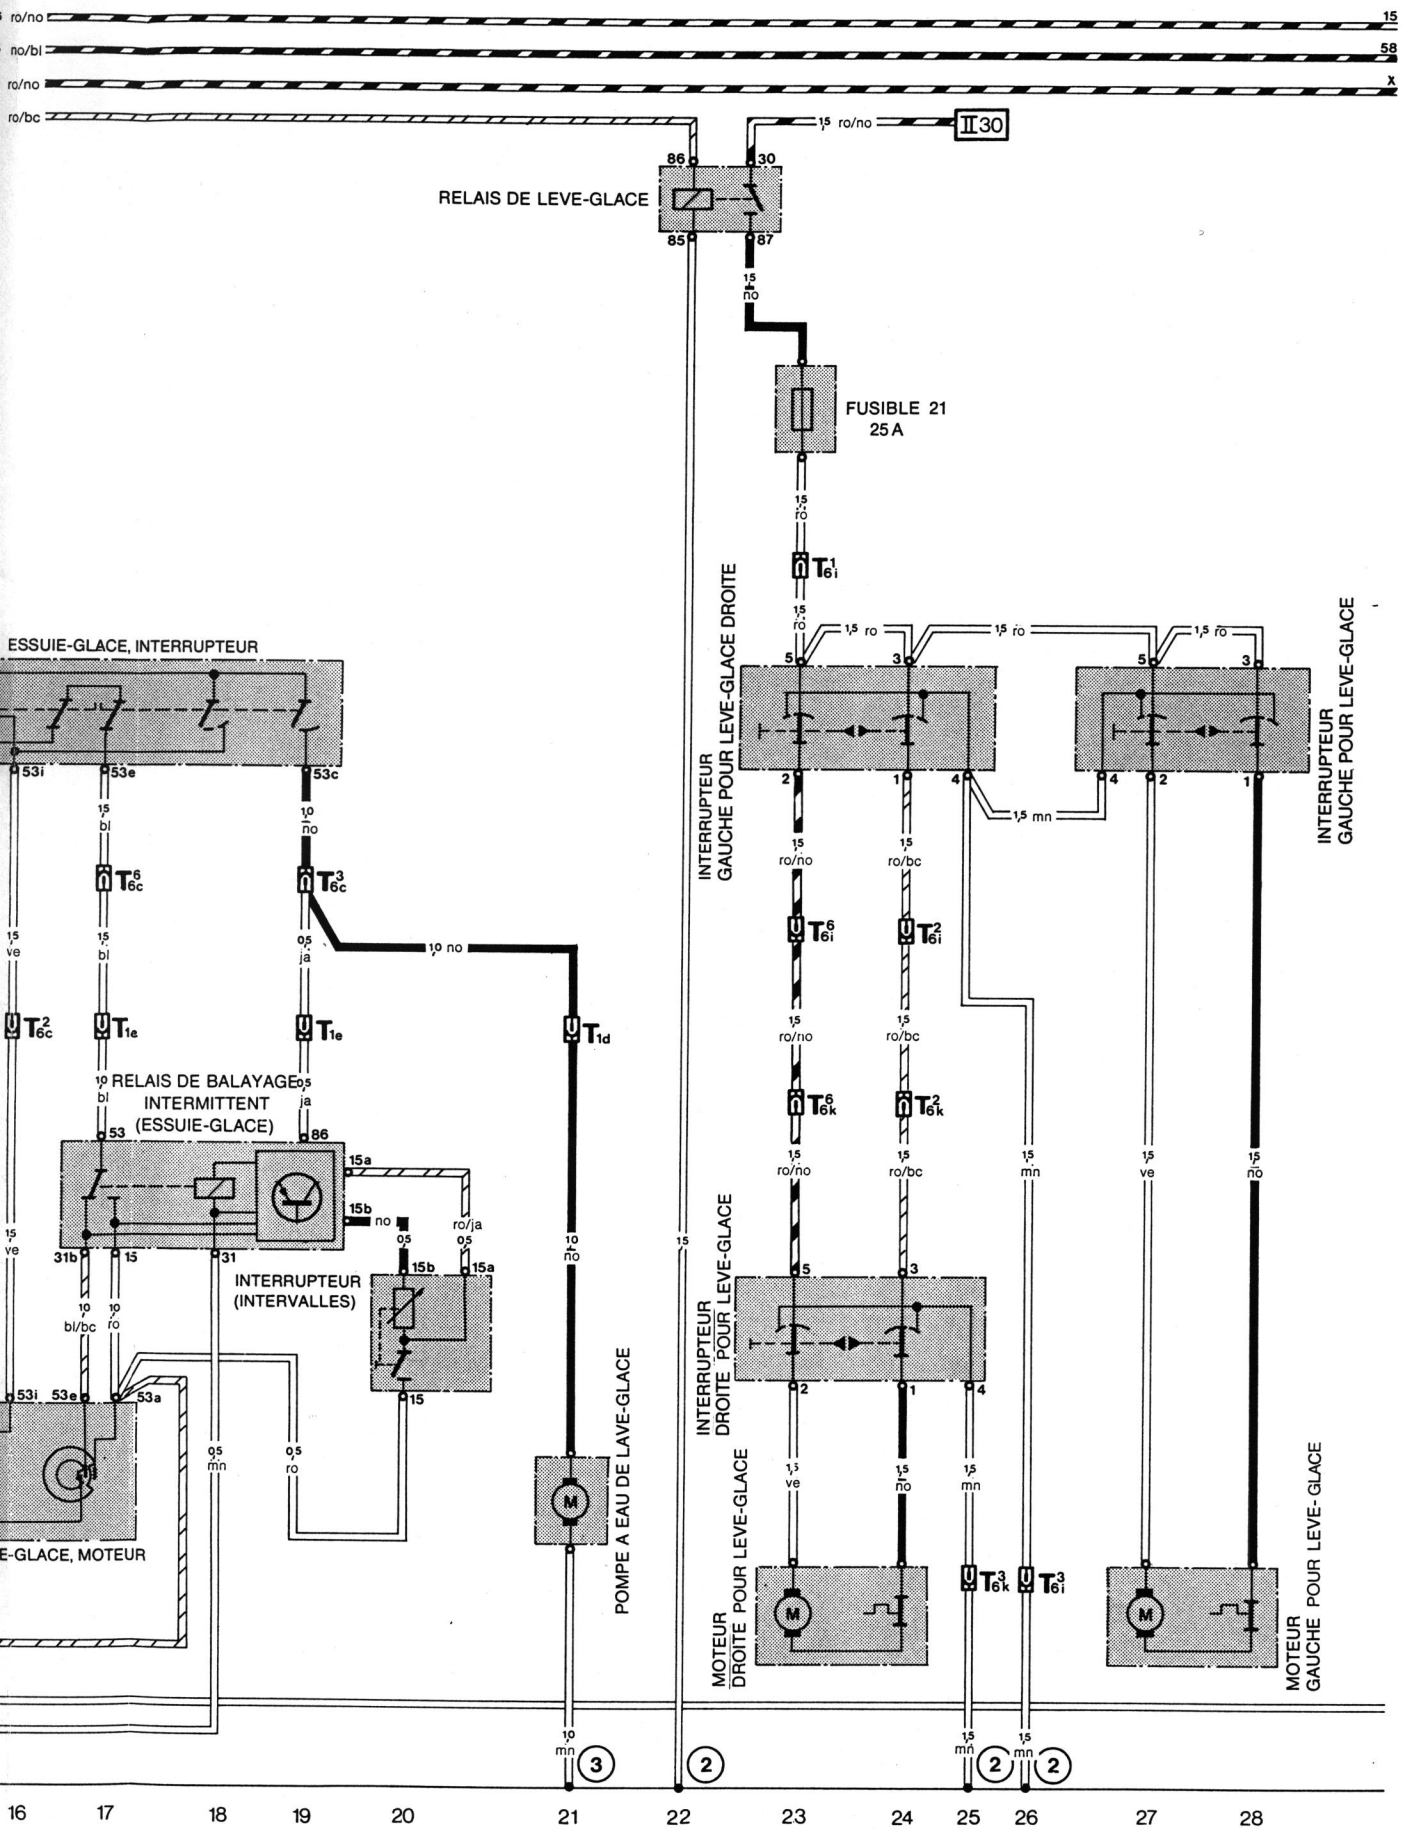 ro/no 15
no/bl 58
ro/no x
ro/bc
1,5 ro/no
II30
86 30
RELAIS DE LEVE-GLACE
85 87
1,5
no
FUSIBLE 21
25 A
1,5
ro
T6i 1
1,5
ro
1,5 ro
1,5 ro
1,5 ro
5 3 5 3
INTERRUPTEUR
GAUCHE POUR LEVE-GLACE DROITE
INTERRUPTEUR
GAUCHE POUR LEVE-GLACE
2 1 4 4 2 1
1,5 mn
ESSUIE-GLACE, INTERRUPTEUR
53i 53e 53c
1,5
bl
1,0
no
T6c 6
T6c 3
1,5
ve
1,5
bl
0,5
ja
1,0 no
T6c 2
T1e
T1e
T1d
1,5
ro/no
1,5
ro/bc
T6i 6
T6i 2
1,5
ro/no
1,5
ro/bc
T6k 6
T6k 2
1,5
ro/no
1,5
ro/bc
1,5
mn
1,5
ve
1,5
no
1,0
bl
RELAIS DE BALAYAGE
INTERMITTENT
(ESSUIE-GLACE)
0,5
ja
53 86
15a
15b no
0,5
ro/ja
0,5
1,5
ve
31b 15 31
15b 15a
INTERRUPTEUR
(INTERVALLES)
15
1,0
bl/bc
1,0
ro
1,0
no
1,5
53i 53e 53a
0,5
mn
0,5
ro
E-GLACE, MOTEUR
POMPE A EAU DE LAVE-GLACE
M
5 3
INTERRUPTEUR
DROITE POUR LEVE-GLACE
2 1 4
1,5
ve
1,5
no
1,5
mn
MOTEUR
DROITE POUR LEVE-GLACE
M
T6k 3
T6i 3
M
MOTEUR
GAUCHE POUR LEVE-GLACE
1,0
mn
3
2
1,5
mn
2
1,5
mn
2
16 17 18 19 20 21 22 23 24 25 26 27 28